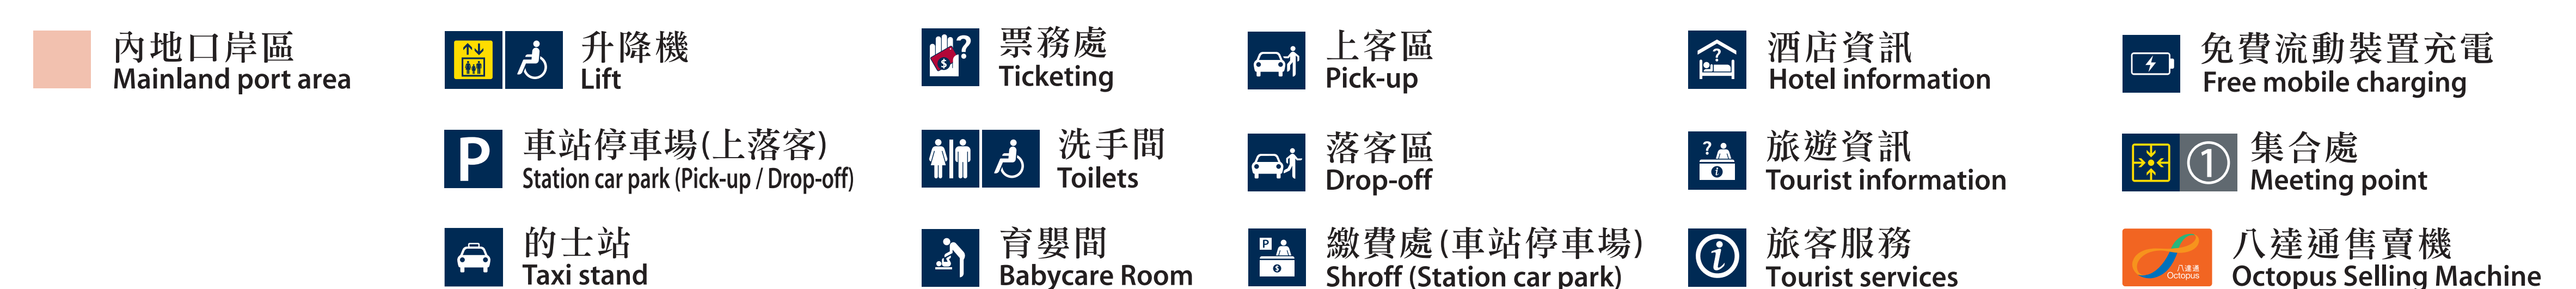 內地口岸區
Mainland port area
升降機
Lift
$?
票務處
Ticketing
上客區
Pick-up
?
酒店資訊
Hotel information
免費流動裝置充電
Free mobile charging
P
車站停車場(上落客)
Station car park (Pick-up / Drop-off)
洗手間
Toilets
落客區
Drop-off
?
i
旅遊資訊
Tourist information
1
集合處
Meeting point
的士站
Taxi stand
育嬰間
Babycare Room
P
$
繳費處(車站停車場)
Shroff (Station car park)
i
旅客服務
Tourist services
八達通
Octopus
八達通售賣機
Octopus Selling Machine